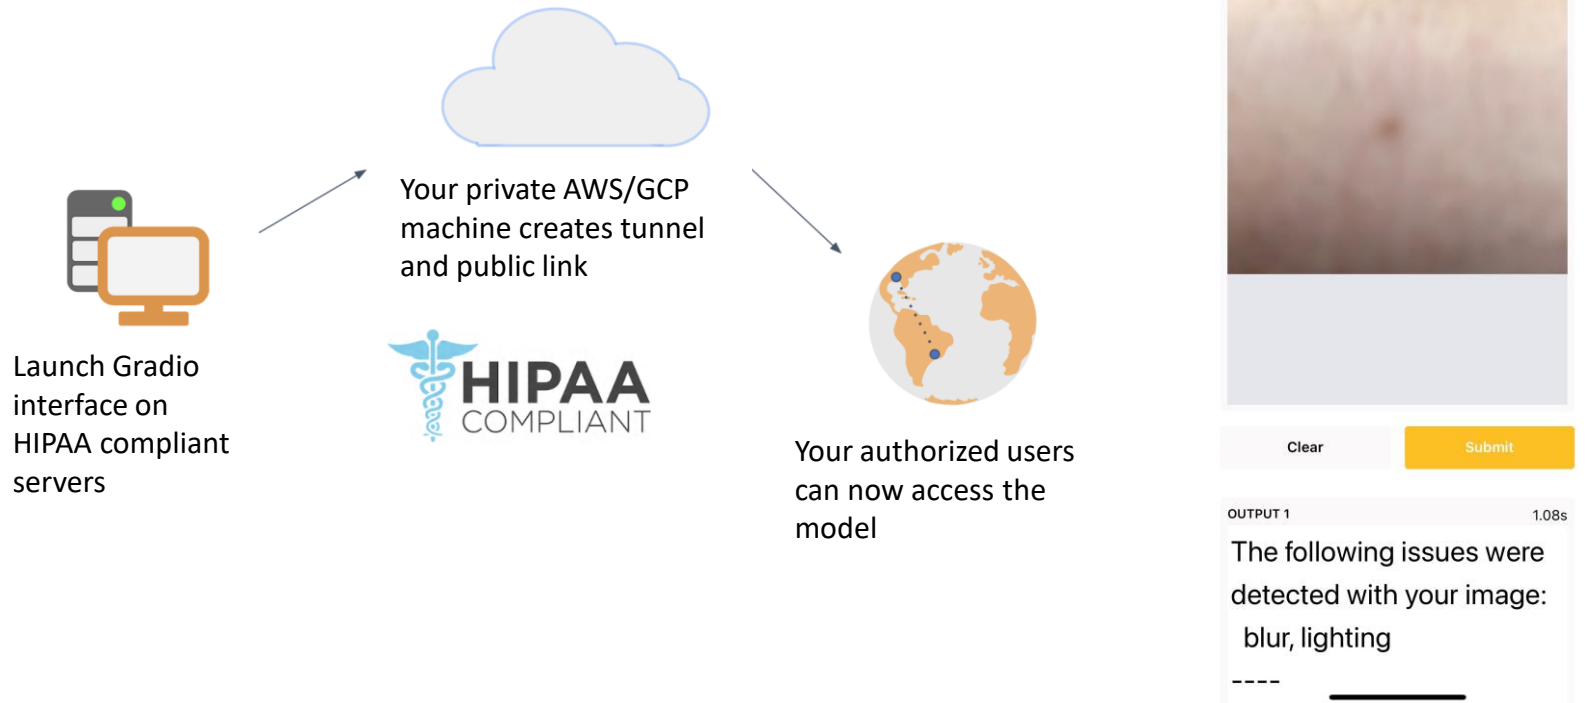 Launch Gradio
interface on
HIPAA compliant
servers
Your private AWS/GCP
machine creates tunnel
and public link
HIPAA
COMPLIANT
Your authorized users
can now access the
model
Clear
Submit
OUTPUT 1
1.08s
The following issues were
detected with your image:
blur, lighting
----